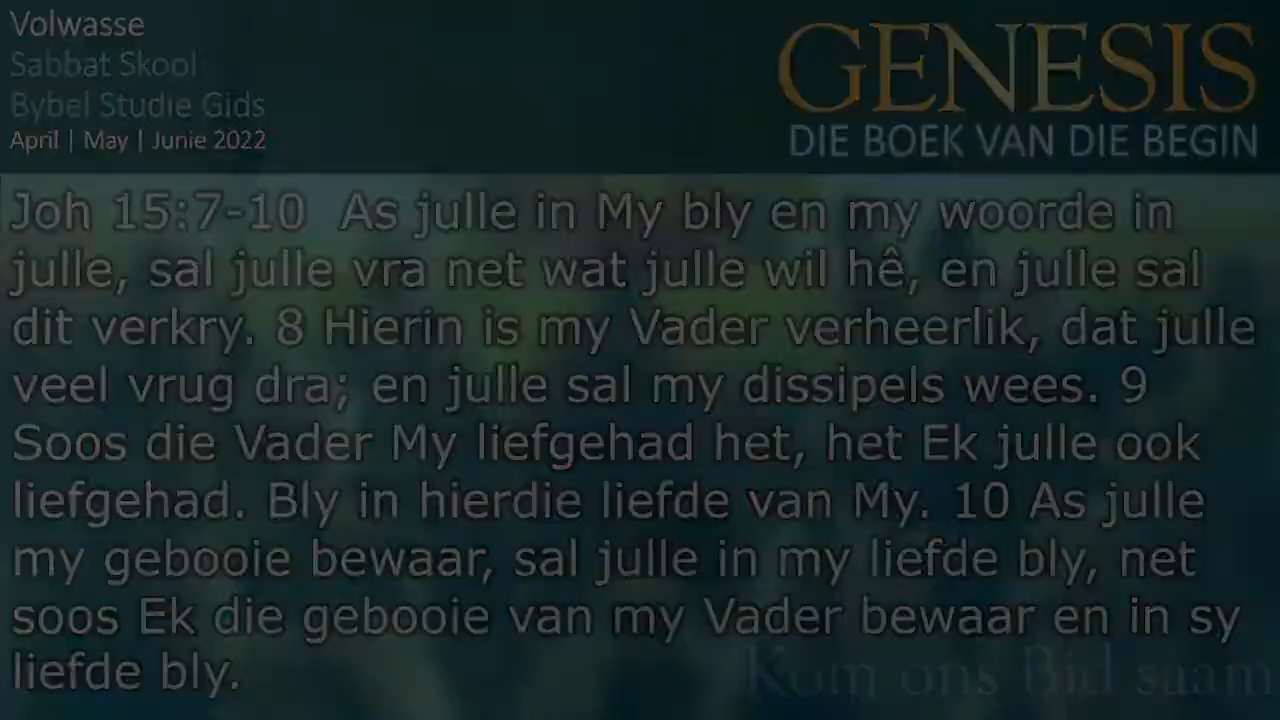 Volwasse
Sabbat Skool
Bybel Studie Gids
April | May | Junie 2022
GENESIS
DIE BOEK VAN DIE BEGIN
Joh 15:7-10  As julle in My bly en my woorde in
julle, sal julle vra net wat julle wil hê, en julle sal
dit verkry. 8 Hierin is my Vader verheerlik, dat julle
veel vrug dra; en julle sal my dissipels wees. 9
Soos die Vader My liefgehad het, het Ek julle ook
liefgehad. Bly in hierdie liefde van My. 10 As julle
my gebooie bewaar, sal julle in my liefde bly, net
soos Ek die gebooie van my Vader bewaar en in sy
liefde bly.
Kom ons Bid saam